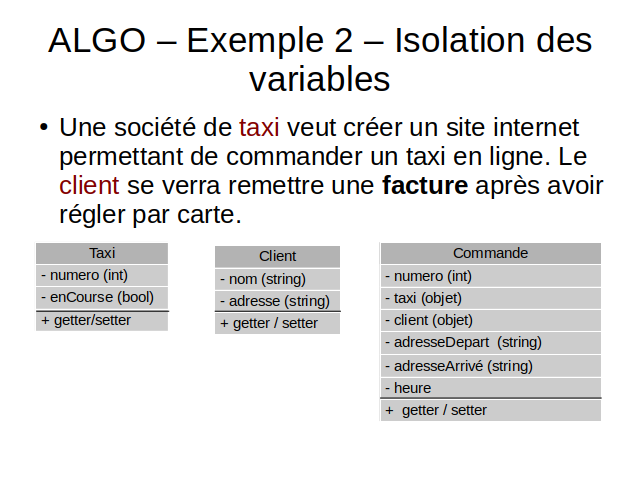 ALGO – Exemple 2 – Isolation des
variables
• Une société de taxi veut créer un site internet
permettant de commander un taxi en ligne. Le
client se verra remettre une facture après avoir
régler par carte.
Taxi
- numero (int)
- enCourse (bool)
+ getter/setter
Client
- nom (string)
- adresse (string)
+ getter / setter
Commande
- numero (int)
- taxi (objet)
- client (objet)
- adresseDepart (string)
- adresseArrivé (string)
- heure
+ getter / setter